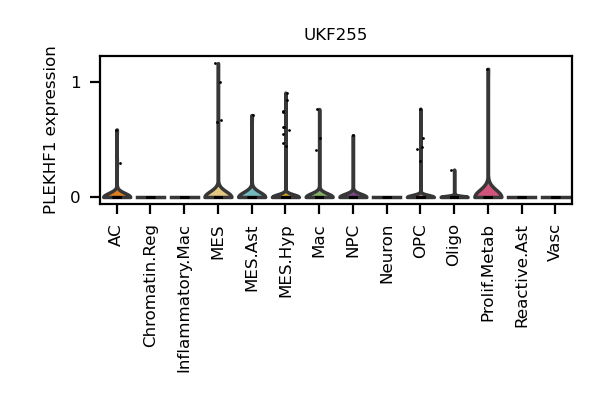 UKF255
PLEKHF1 expression
1
0
AC
Chromatin.Reg
Inflammatory.Mac
MES
MES.Ast
MES.Hyp
Mac
NPC
Neuron
OPC
Oligo
Prolif.Metab
Reactive.Ast
Vasc